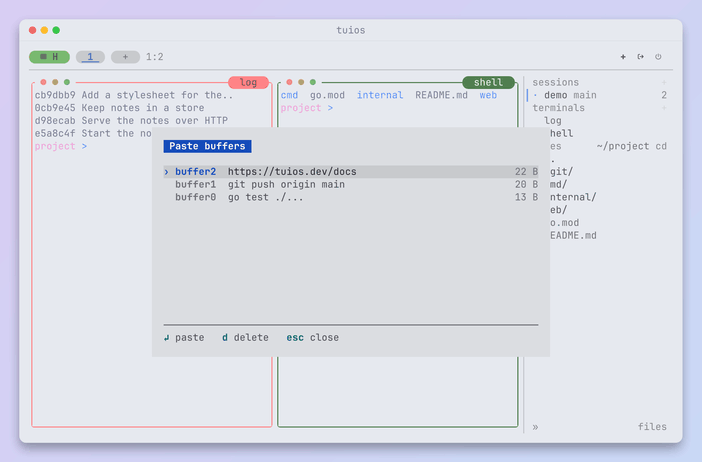 tuios
H 1 + 1:2
log
cb9dbb9 Add a stylesheet for the..
0cb9e45 Keep notes in a store
d98ecab Serve the notes over HTTP
e5a8c4f Start the no
project >
shell
cmd go.mod internal README.md web
project >
sessions
· demo main 2
terminals
log
hell
es ~/project cd
.
git/
md/
nternal/
eb/
o.mod
EADME.md
» files
Paste buffers
› buffer2 https://tuios.dev/docs 22 B
buffer1 git push origin main 20 B
buffer0 go test ./... 13 B
↲ paste d delete esc close